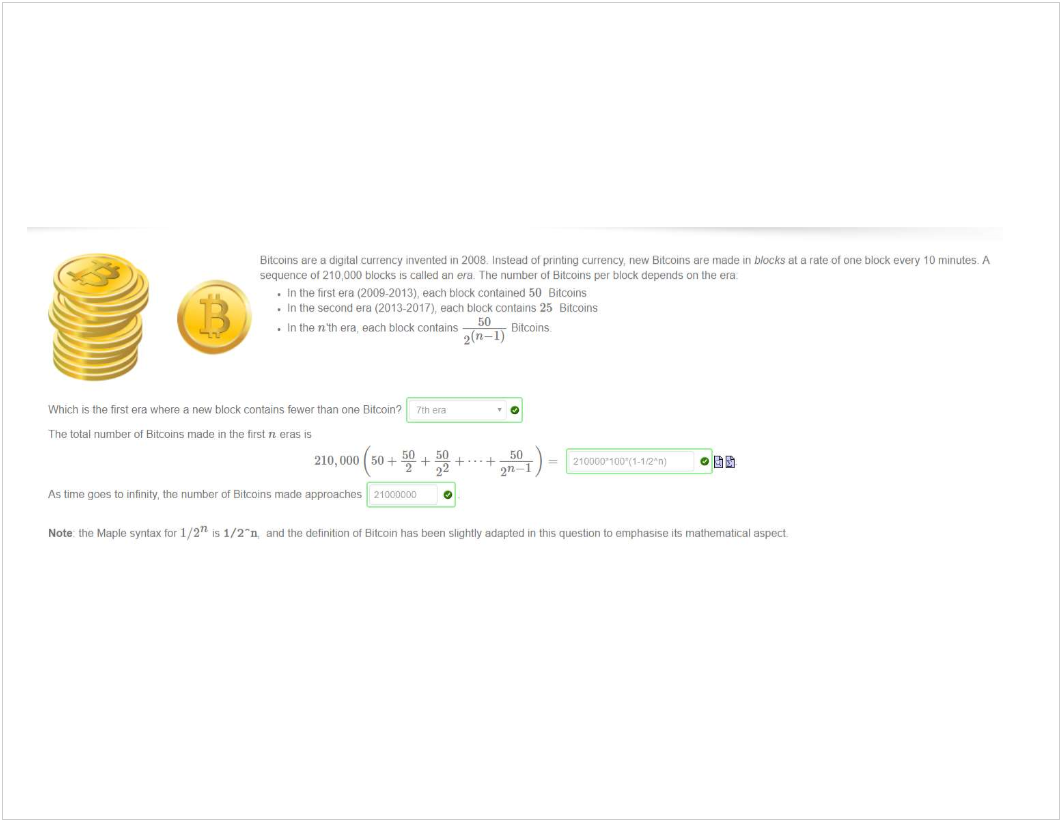 Bitcoins are a digital currency invented in 2008. Instead of printing currency, new Bitcoins are made in blocks at a rate of one block every 10 minutes. A
sequence of 210,000 blocks is called an era. The number of Bitcoins per block depends on the era:
• In the first era (2009-2013), each block contained 50 Bitcoins
• In the second era (2013-2017), each block contains 25 Bitcoins
• In the n'th era, each block contains 50/2^(n−1) Bitcoins.
Which is the first era where a new block contains fewer than one Bitcoin? 7th era
The total number of Bitcoins made in the first n eras is
210,000 (50 + 50/2 + 50/2^2 + ··· + 50/2^n−1) = 210000*100*(1-1/2^n)
As time goes to infinity, the number of Bitcoins made approaches 21000000
Note: the Maple syntax for 1/2^n is 1/2^n, and the definition of Bitcoin has been slightly adapted in this question to emphasise its mathematical aspect.